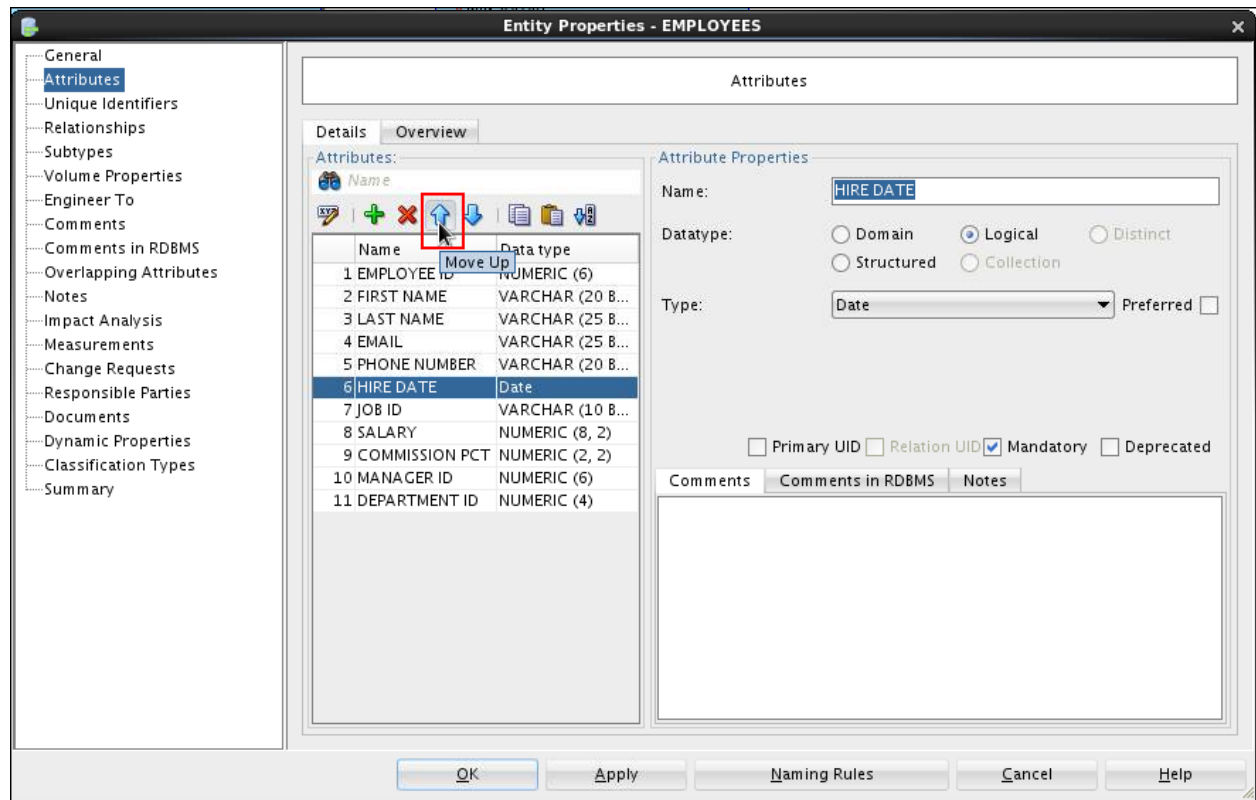 Entity Properties - EMPLOYEES
General
Attributes
Unique Identifiers
Relationships
Subtypes
Volume Properties
Engineer To
Comments
Comments in RDBMS
Overlapping Attributes
Notes
Impact Analysis
Measurements
Change Requests
Responsible Parties
Documents
Dynamic Properties
Classification Types
Summary
Attributes
Details Overview
Attributes:
Name
Name Data type
Move Up
1 EMPLOYEE ID NUMERIC (6)
2 FIRST NAME VARCHAR (20 B...
3 LAST NAME VARCHAR (25 B...
4 EMAIL VARCHAR (25 B...
5 PHONE NUMBER VARCHAR (20 B...
6 HIRE DATE Date
7 JOB ID VARCHAR (10 B...
8 SALARY NUMERIC (8, 2)
9 COMMISSION PCT NUMERIC (2, 2)
10 MANAGER ID NUMERIC (6)
11 DEPARTMENT ID NUMERIC (4)
Attribute Properties
Name: HIRE DATE
Datatype: Domain Logical Distinct
Structured Collection
Type: Date Preferred
Primary UID Relation UID Mandatory Deprecated
Comments Comments in RDBMS Notes
OK Apply Naming Rules Cancel Help